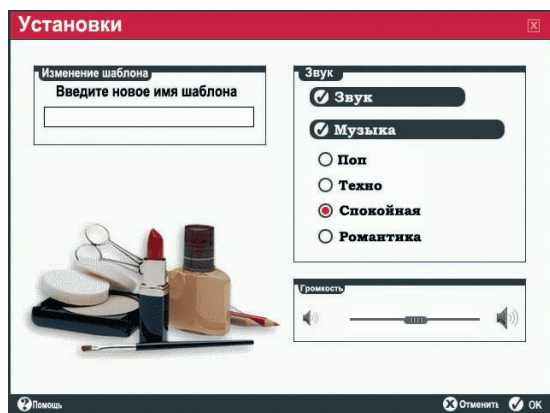 Установки
Изменение шаблона
Введите новое имя шаблона
Звук
Звук
Музыка
Поп
Техно
Спокойная
Романтика
Громкость
Помощь
Отменить
OK